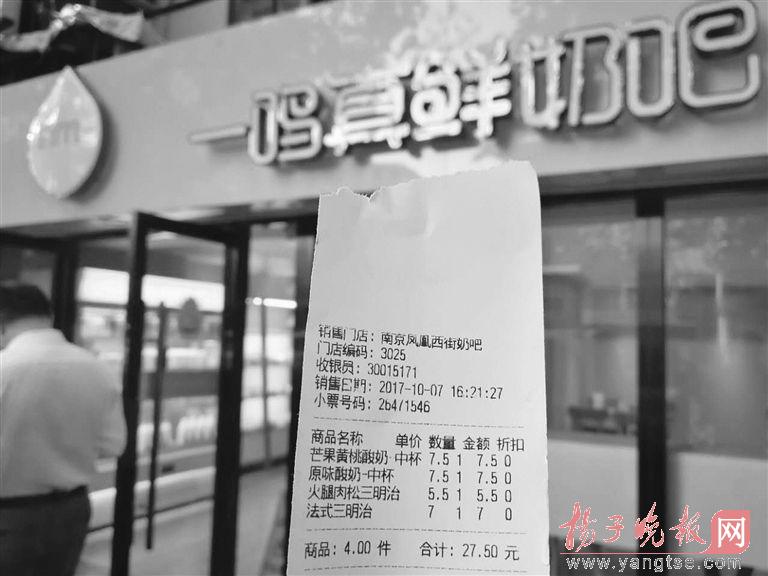 一鸣真鲜奶吧
销售门店：南京凤凰西街奶吧
门店编码：3025
收银员：30015171
销售日期：2017-10-07 16:21:27
小票号码：26471546
商品名称 单价 数量 金额 折扣
芒果黄桃酸奶-中杯 7.5 1 7.5 0
原味酸奶-中杯 7.5 1 7.5 0
火腿肉松三明治 5.5 1 5.5 0
法式三明治 7 1 7 0
商品：4.00 件 合计：27.50 元
扬子晚报网
www.yangtse.com